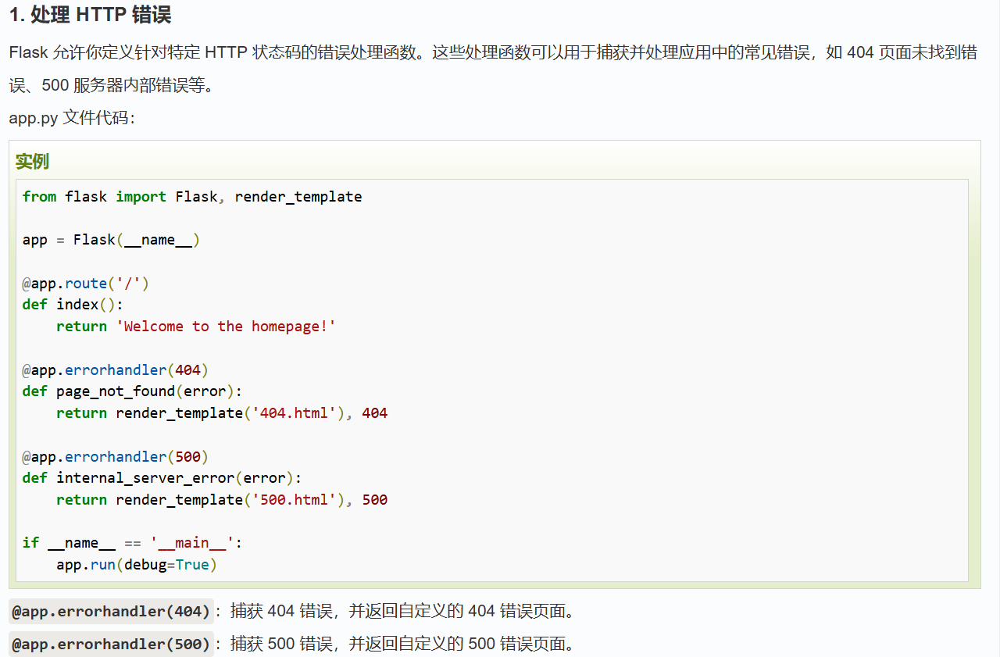 1. 处理 HTTP 错误
Flask 允许你定义针对特定 HTTP 状态码的错误处理函数。这些处理函数可以用于捕获并处理应用中的常见错误，如 404 页面未找到错
误、500 服务器内部错误等。
app.py 文件代码：
实例
from flask import Flask, render_template
app = Flask(__name__)
@app.route('/')
def index():
    return 'Welcome to the homepage!'
@app.errorhandler(404)
def page_not_found(error):
    return render_template('404.html'), 404
@app.errorhandler(500)
def internal_server_error(error):
    return render_template('500.html'), 500
if __name__ == '__main__':
    app.run(debug=True)
@app.errorhandler(404)：捕获 404 错误，并返回自定义的 404 错误页面。
@app.errorhandler(500)：捕获 500 错误，并返回自定义的 500 错误页面。